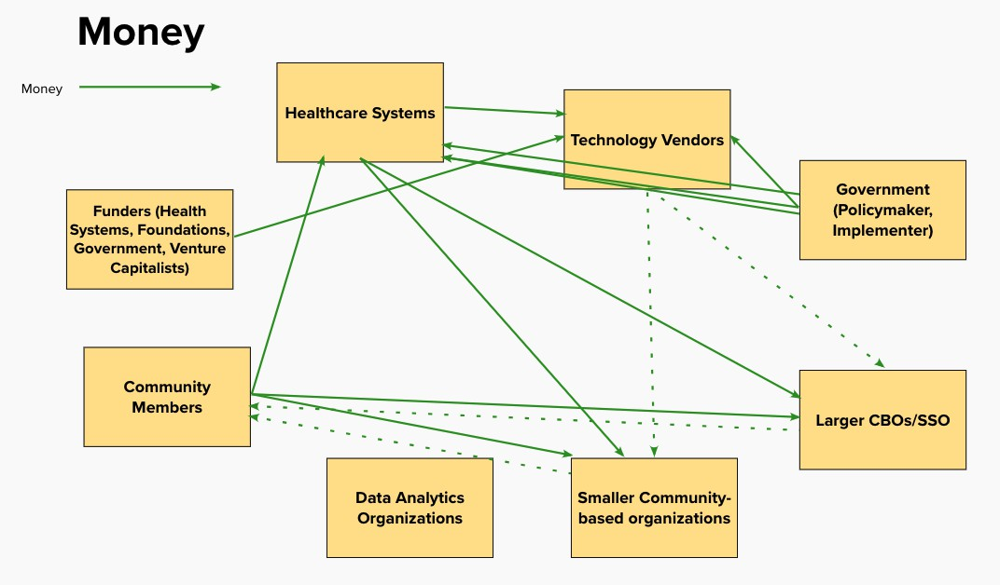 Money
Money
Healthcare Systems
Technology Vendors
Government
(Policymaker,
Implementer)
Funders (Health
Systems, Foundations,
Government, Venture
Capitalists)
Community
Members
Larger CBOs/SSO
Data Analytics
Organizations
Smaller Community-
based organizations